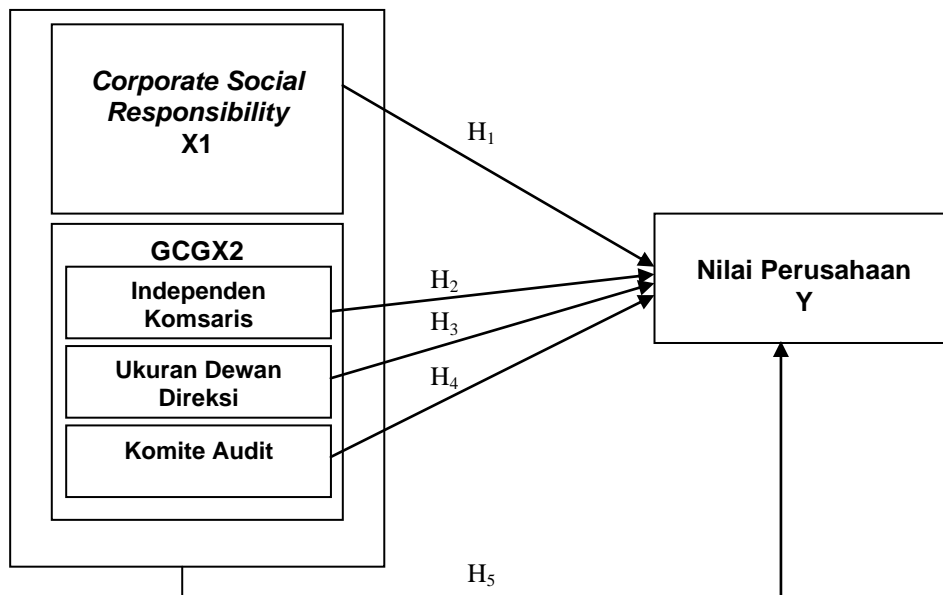 Corporate Social
Responsibility
X1
H₁
GCGX2
Independen
Komsaris
H₂
H₃
Ukuran Dewan
Direksi
H₄
Komite Audit
Nilai Perusahaan
Y
H₅